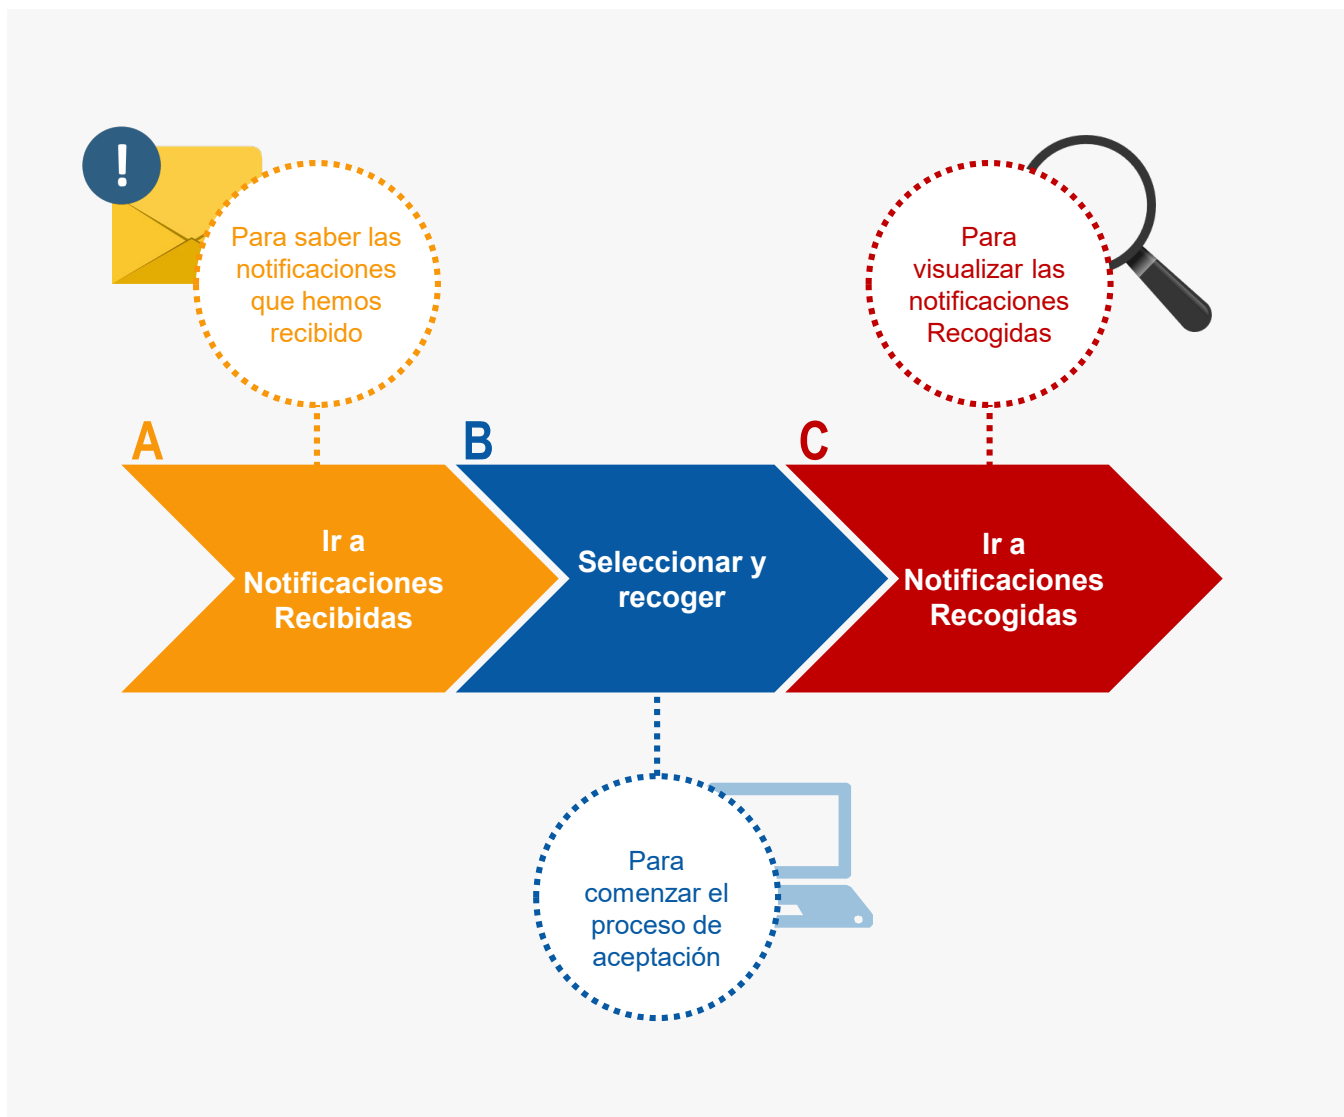 !
Para saber las
notificaciones
que hemos
recibido
Para
visualizar las
notificaciones
Recogidas
A
B
C
Ir a
Notificaciones
Recibidas
Seleccionar y
recoger
Ir a
Notificaciones
Recogidas
Para
comenzar el
proceso de
aceptación